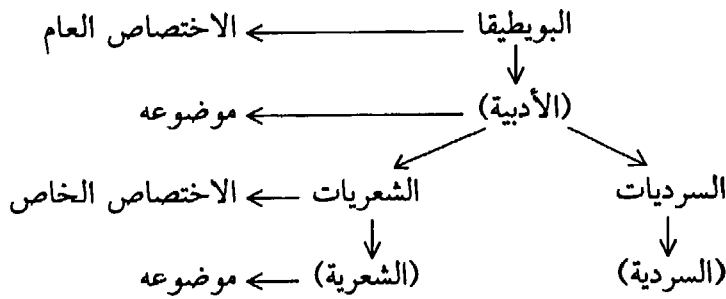 البويطيقا الاختصاص العام
(الأدبية) موضوعه
السرديات الشعريات الاختصاص الخاص
(السردية) (الشعرية) موضوعه